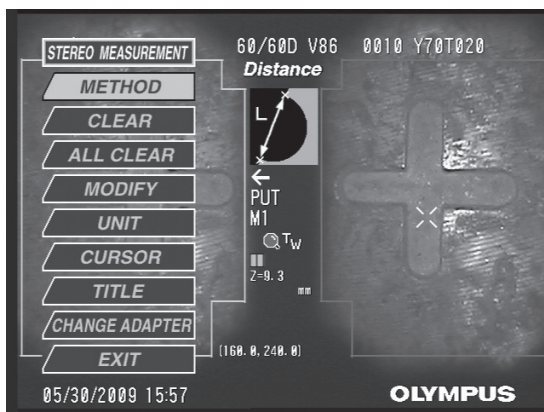 STEREO MEASUREMENT
METHOD
CLEAR
ALL CLEAR
MODIFY
UNIT
CURSOR
TITLE
CHANGE ADAPTER
EXIT
05/30/2009 15:57
60/60D V86 0010 Y70T020
Distance
L
PUT
M1
TW
Z=9.3
mm
(160.0,240.0)
OLYMPUS